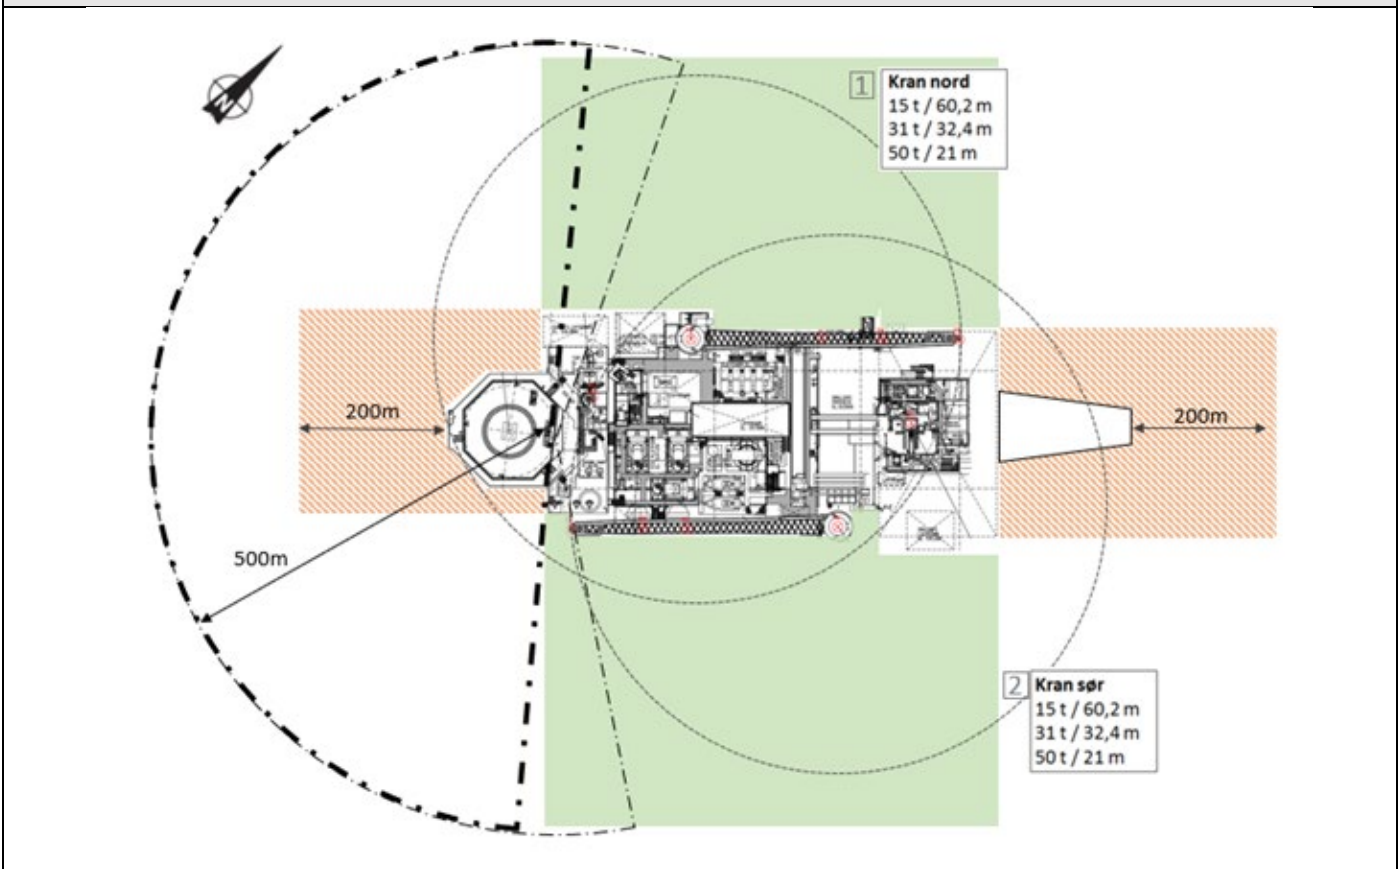 1
Kran nord
15 t / 60,2 m
31 t / 32,4 m
50 t / 21 m
200m
200m
500m
2
Kran sør
15 t / 60,2 m
31 t / 32,4 m
50 t / 21 m